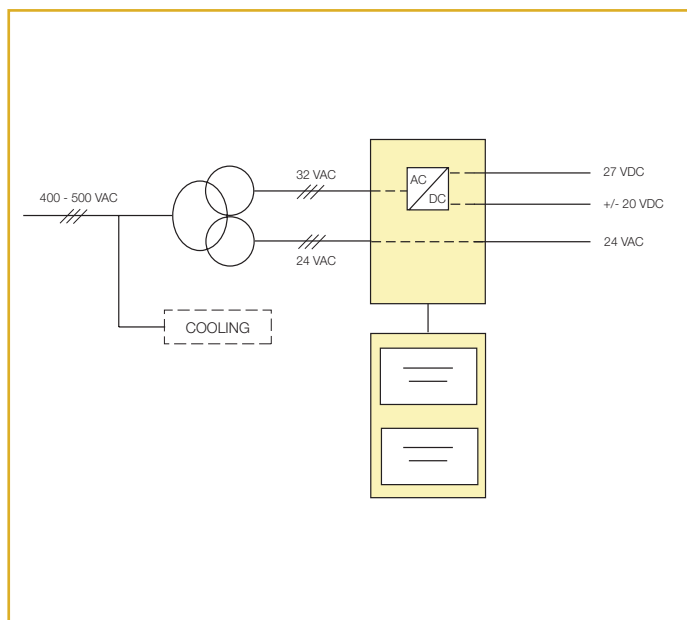 400 - 500 VAC
32 VAC
24 VAC
COOLING
AC
DC
27 VDC
+/- 20 VDC
24 VAC